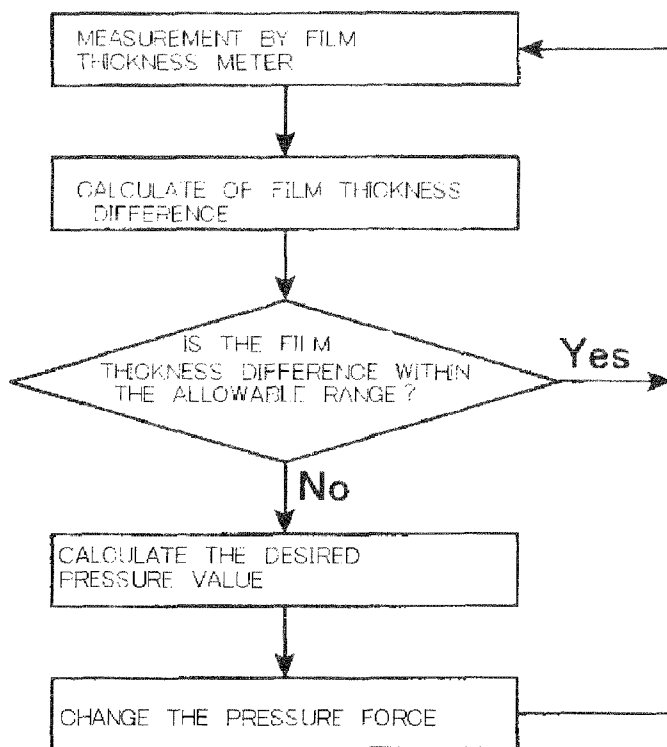 MEASUREMENT BY FILM
THICKNESS METER
CALCULATE OF FILM THICKNESS
DIFFERENCE
IS THE FILM
THICKNESS DIFFERENCE WITHIN
THE ALLOWABLE RANGE?
Yes
No
CALCULATE THE DESIRED
PRESSURE VALUE
CHANGE THE PRESSURE FORCE